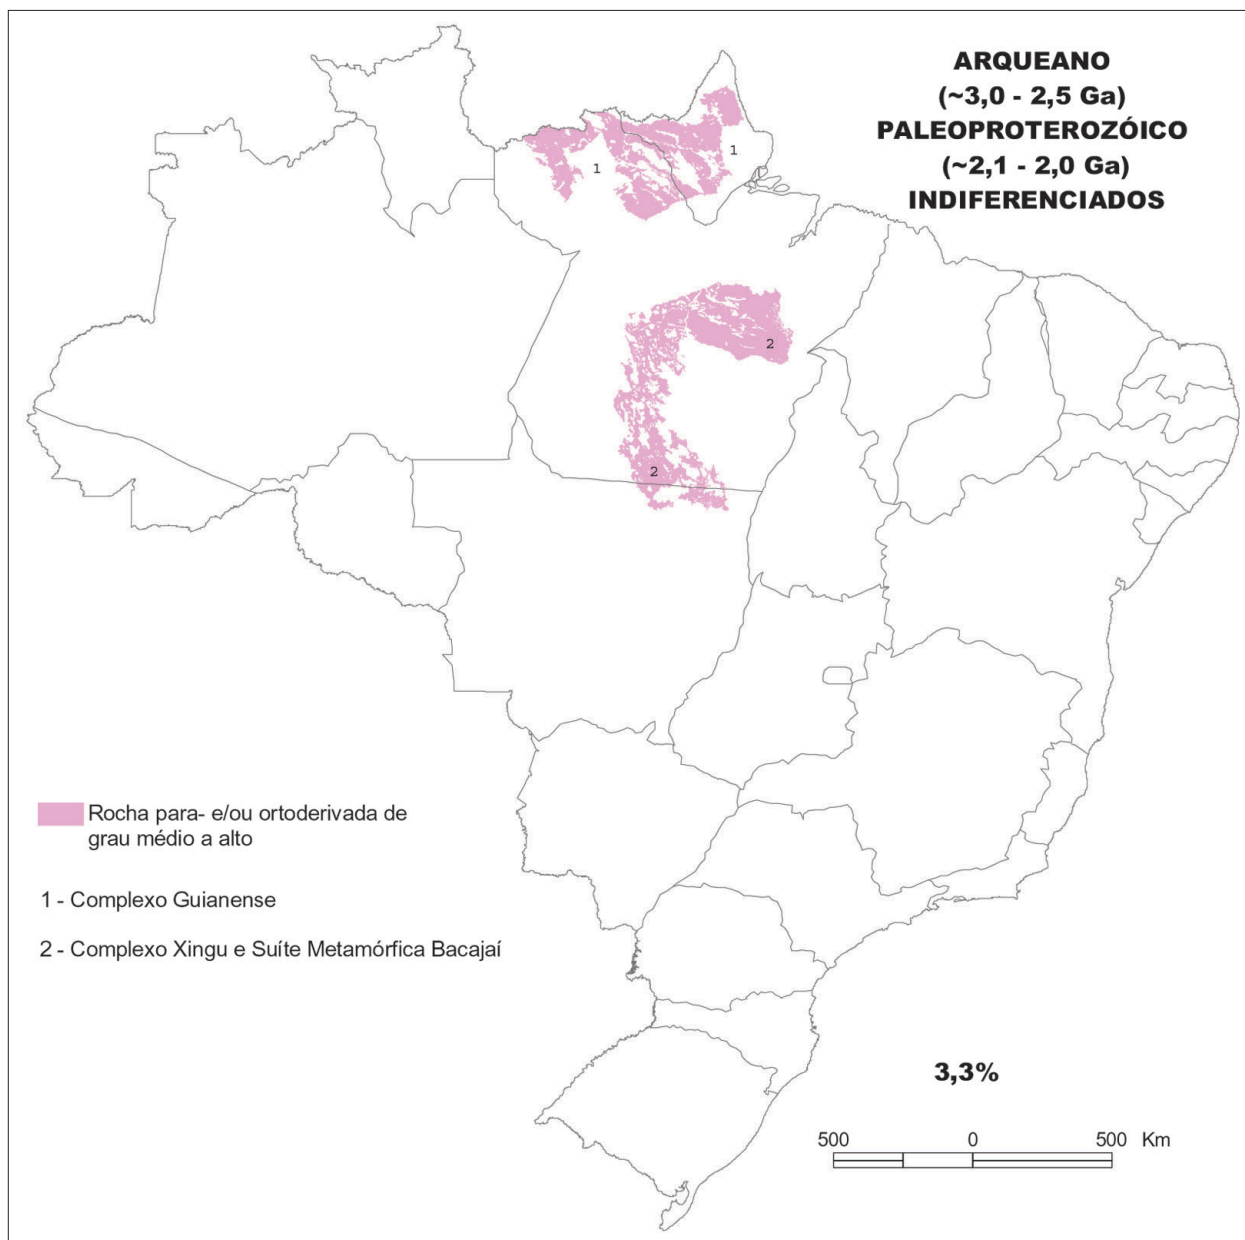 ARQUEANO
(~3,0 - 2,5 Ga)
PALEOPROTEROZÓICO
(~2,1 - 2,0 Ga)
INDIFERENCIADOS
1
1
2
2
Rocha para- e/ou ortoderivada de
grau médio a alto
1 - Complexo Guianense
2 - Complexo Xingu e Suíte Metamórfica Bacajaí
3,3%
500 0 500 Km